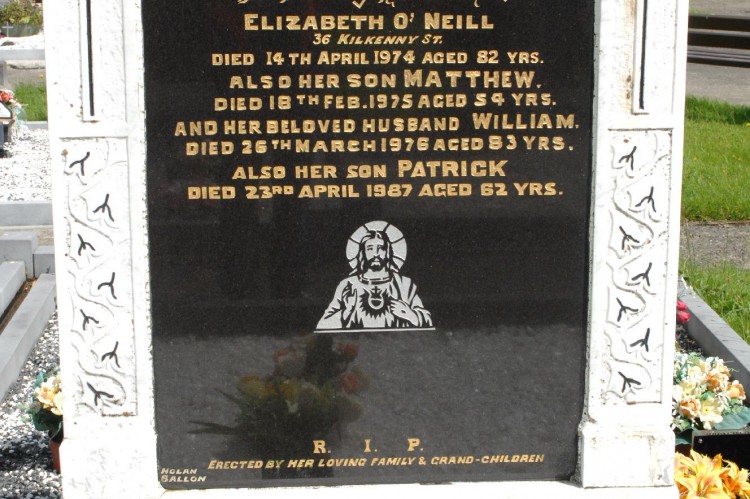 ELIZABETH O' NEILL
36 KILKENNY ST.
DIED 14TH APRIL 1974 AGED 82 YRS.
ALSO HER SON MATTHEW.
DIED 18TH FEB. 1975 AGED 54 YRS.
AND HER BELOVED HUSBAND WILLIAM.
DIED 26TH MARCH 1976 AGED 83 YRS.
ALSO HER SON PATRICK
DIED 23RD APRIL 1987 AGED 62 YRS.
R. I. P.
ERECTED BY HER LOVING FAMILY & GRAND-CHILDREN
NOLAN
BALLON